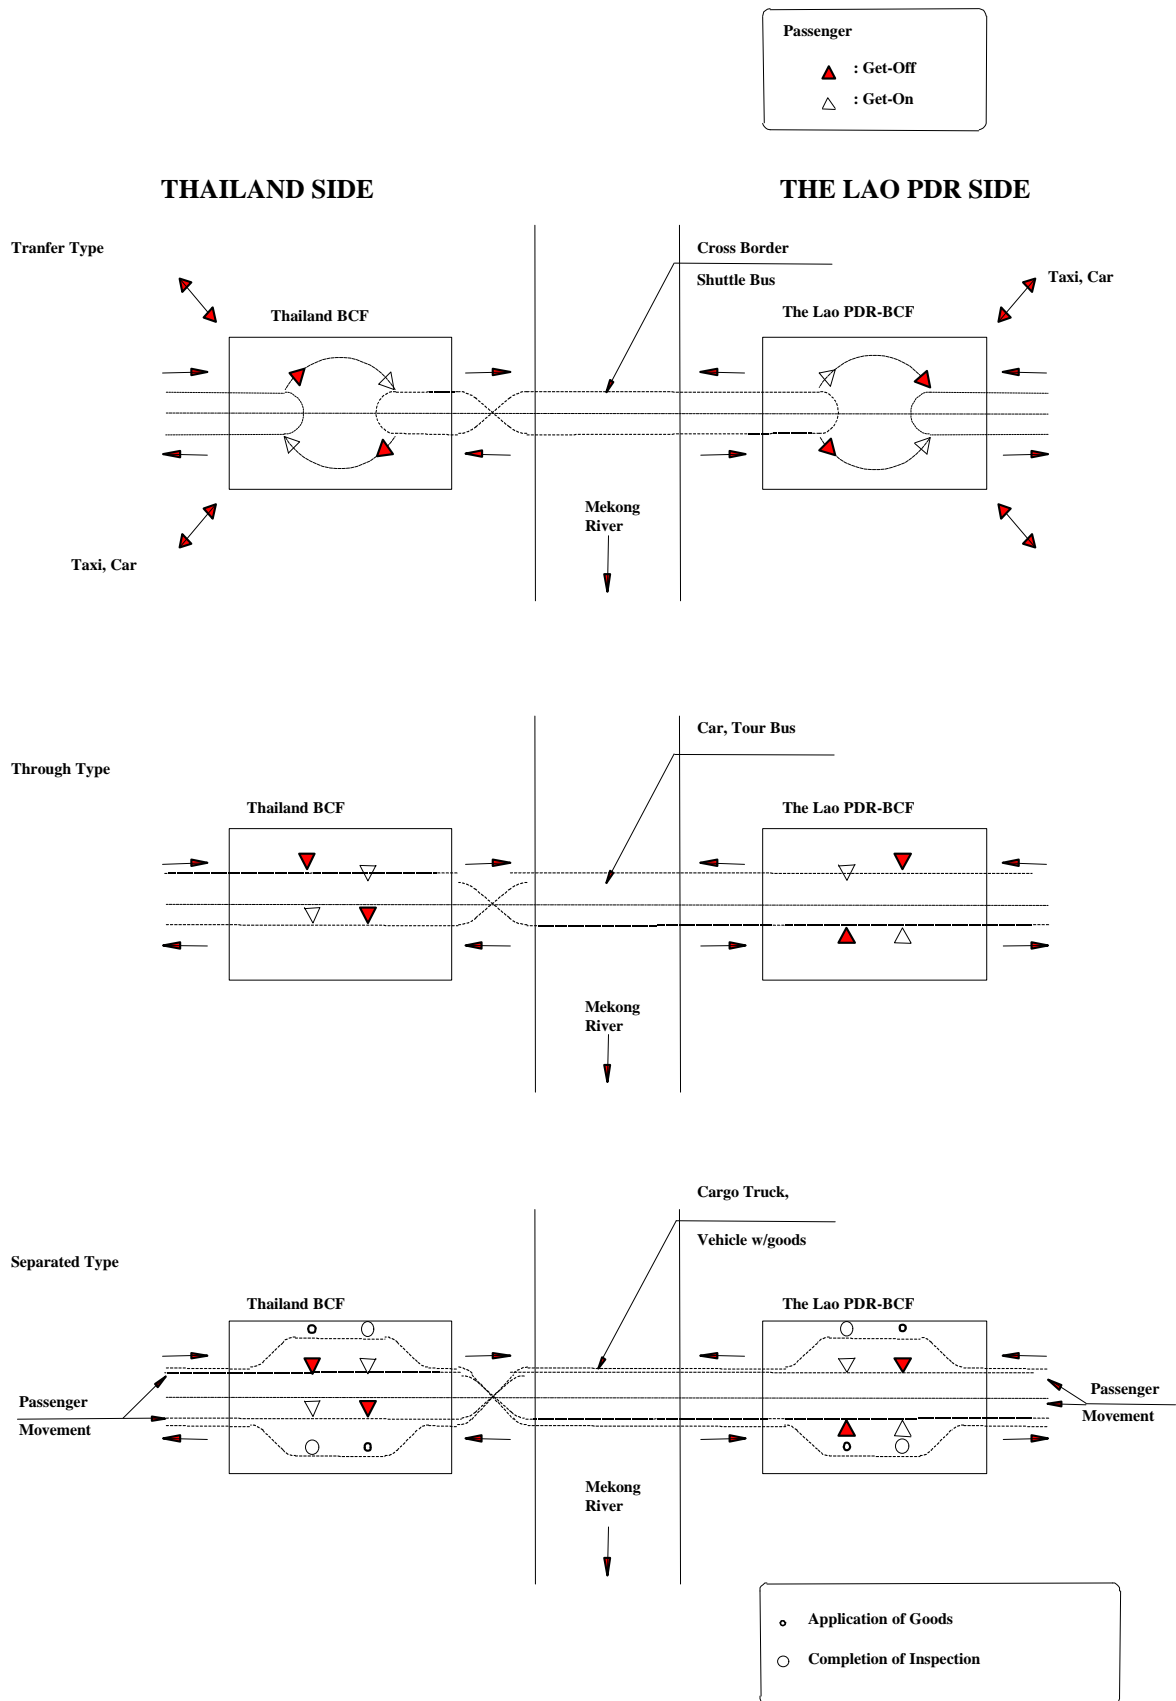 Passenger
: Get-Off
: Get-On
THAILAND SIDE
THE LAO PDR SIDE
Tranfer Type
Cross Border
Shuttle Bus
Taxi, Car
Thailand BCF
The Lao PDR-BCF
Mekong
River
Taxi, Car
Car, Tour Bus
Through Type
Thailand BCF
The Lao PDR-BCF
Mekong
River
Cargo Truck,
Vehicle w/goods
Separated Type
Thailand BCF
The Lao PDR-BCF
Passenger
Movement
Passenger
Movement
Mekong
River
Application of Goods
Completion of Inspection